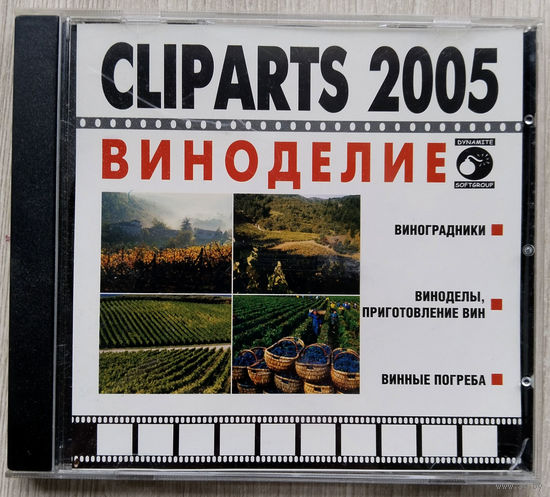 CLIPARTS 2005
ВИНОДЕЛИЕ
DYNAMITE
SOFTGROUP
ВИНОГРАДНИКИ
ВИНОДЕЛЫ,
ПРИГОТОВЛЕНИЕ ВИН
ВИННЫЕ ПОГРЕБА